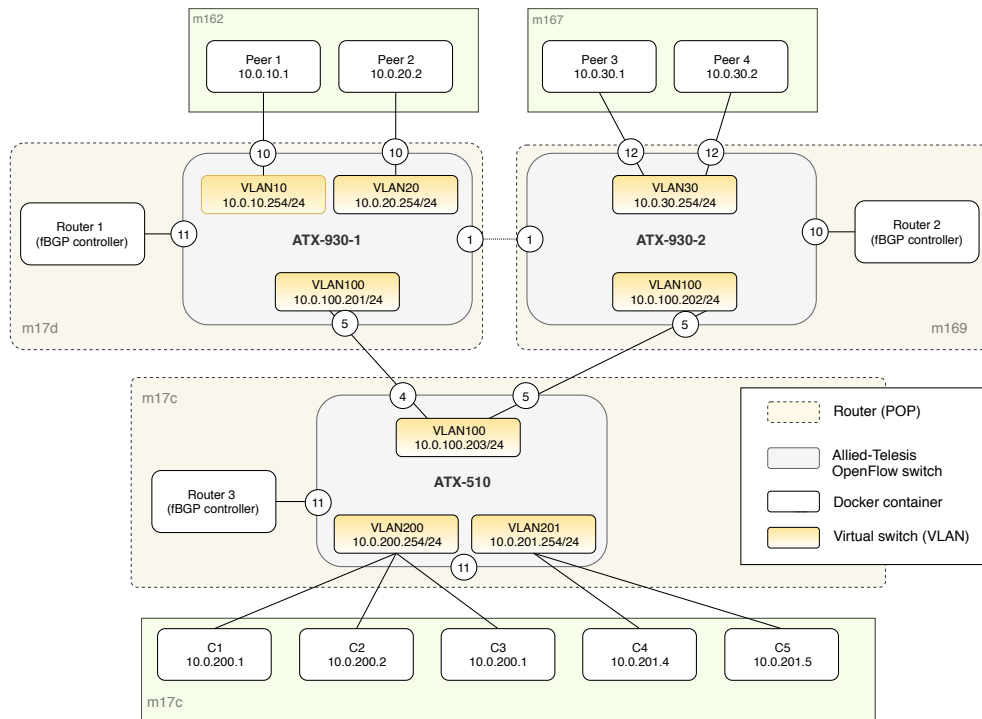 m162
Peer 1
10.0.10.1
Peer 2
10.0.20.2
m167
Peer 3
10.0.30.1
Peer 4
10.0.30.2
10
10
12
12
VLAN10
10.0.10.254/24
VLAN20
10.0.20.254/24
VLAN30
10.0.30.254/24
Router 1
(fBGP controller)
11
ATX-930-1
1
1
ATX-930-2
10
Router 2
(fBGP controller)
VLAN100
10.0.100.201/24
VLAN100
10.0.100.202/24
m17d
5
5
m169
m17c
4
5
VLAN100
10.0.100.203/24
ATX-510
Router 3
(fBGP controller)
11
VLAN200
10.0.200.254/24
VLAN201
10.0.201.254/24
11
Router (POP)
Allied-Telesis
OpenFlow switch
Docker container
Virtual switch (VLAN)
C1
10.0.200.1
C2
10.0.200.2
C3
10.0.200.1
C4
10.0.201.4
C5
10.0.201.5
m17c